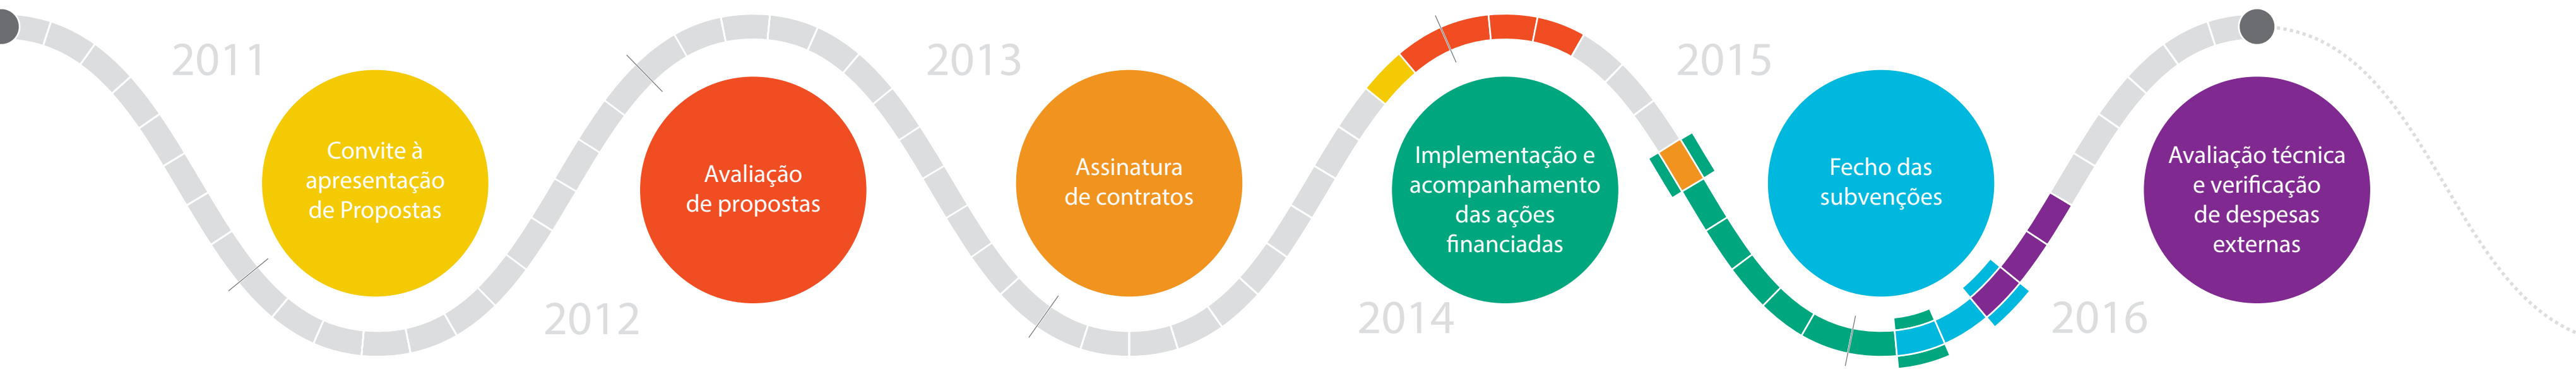 2011
Convite à
apresentação
de Propostas
2012
Avaliação
de propostas
2013
Assinatura
de contratos
2014
Implementação e
acompanhamento
das ações
financiadas
2015
Fecho das
subvenções
2016
Avaliação técnica
e verificação
de despesas
externas